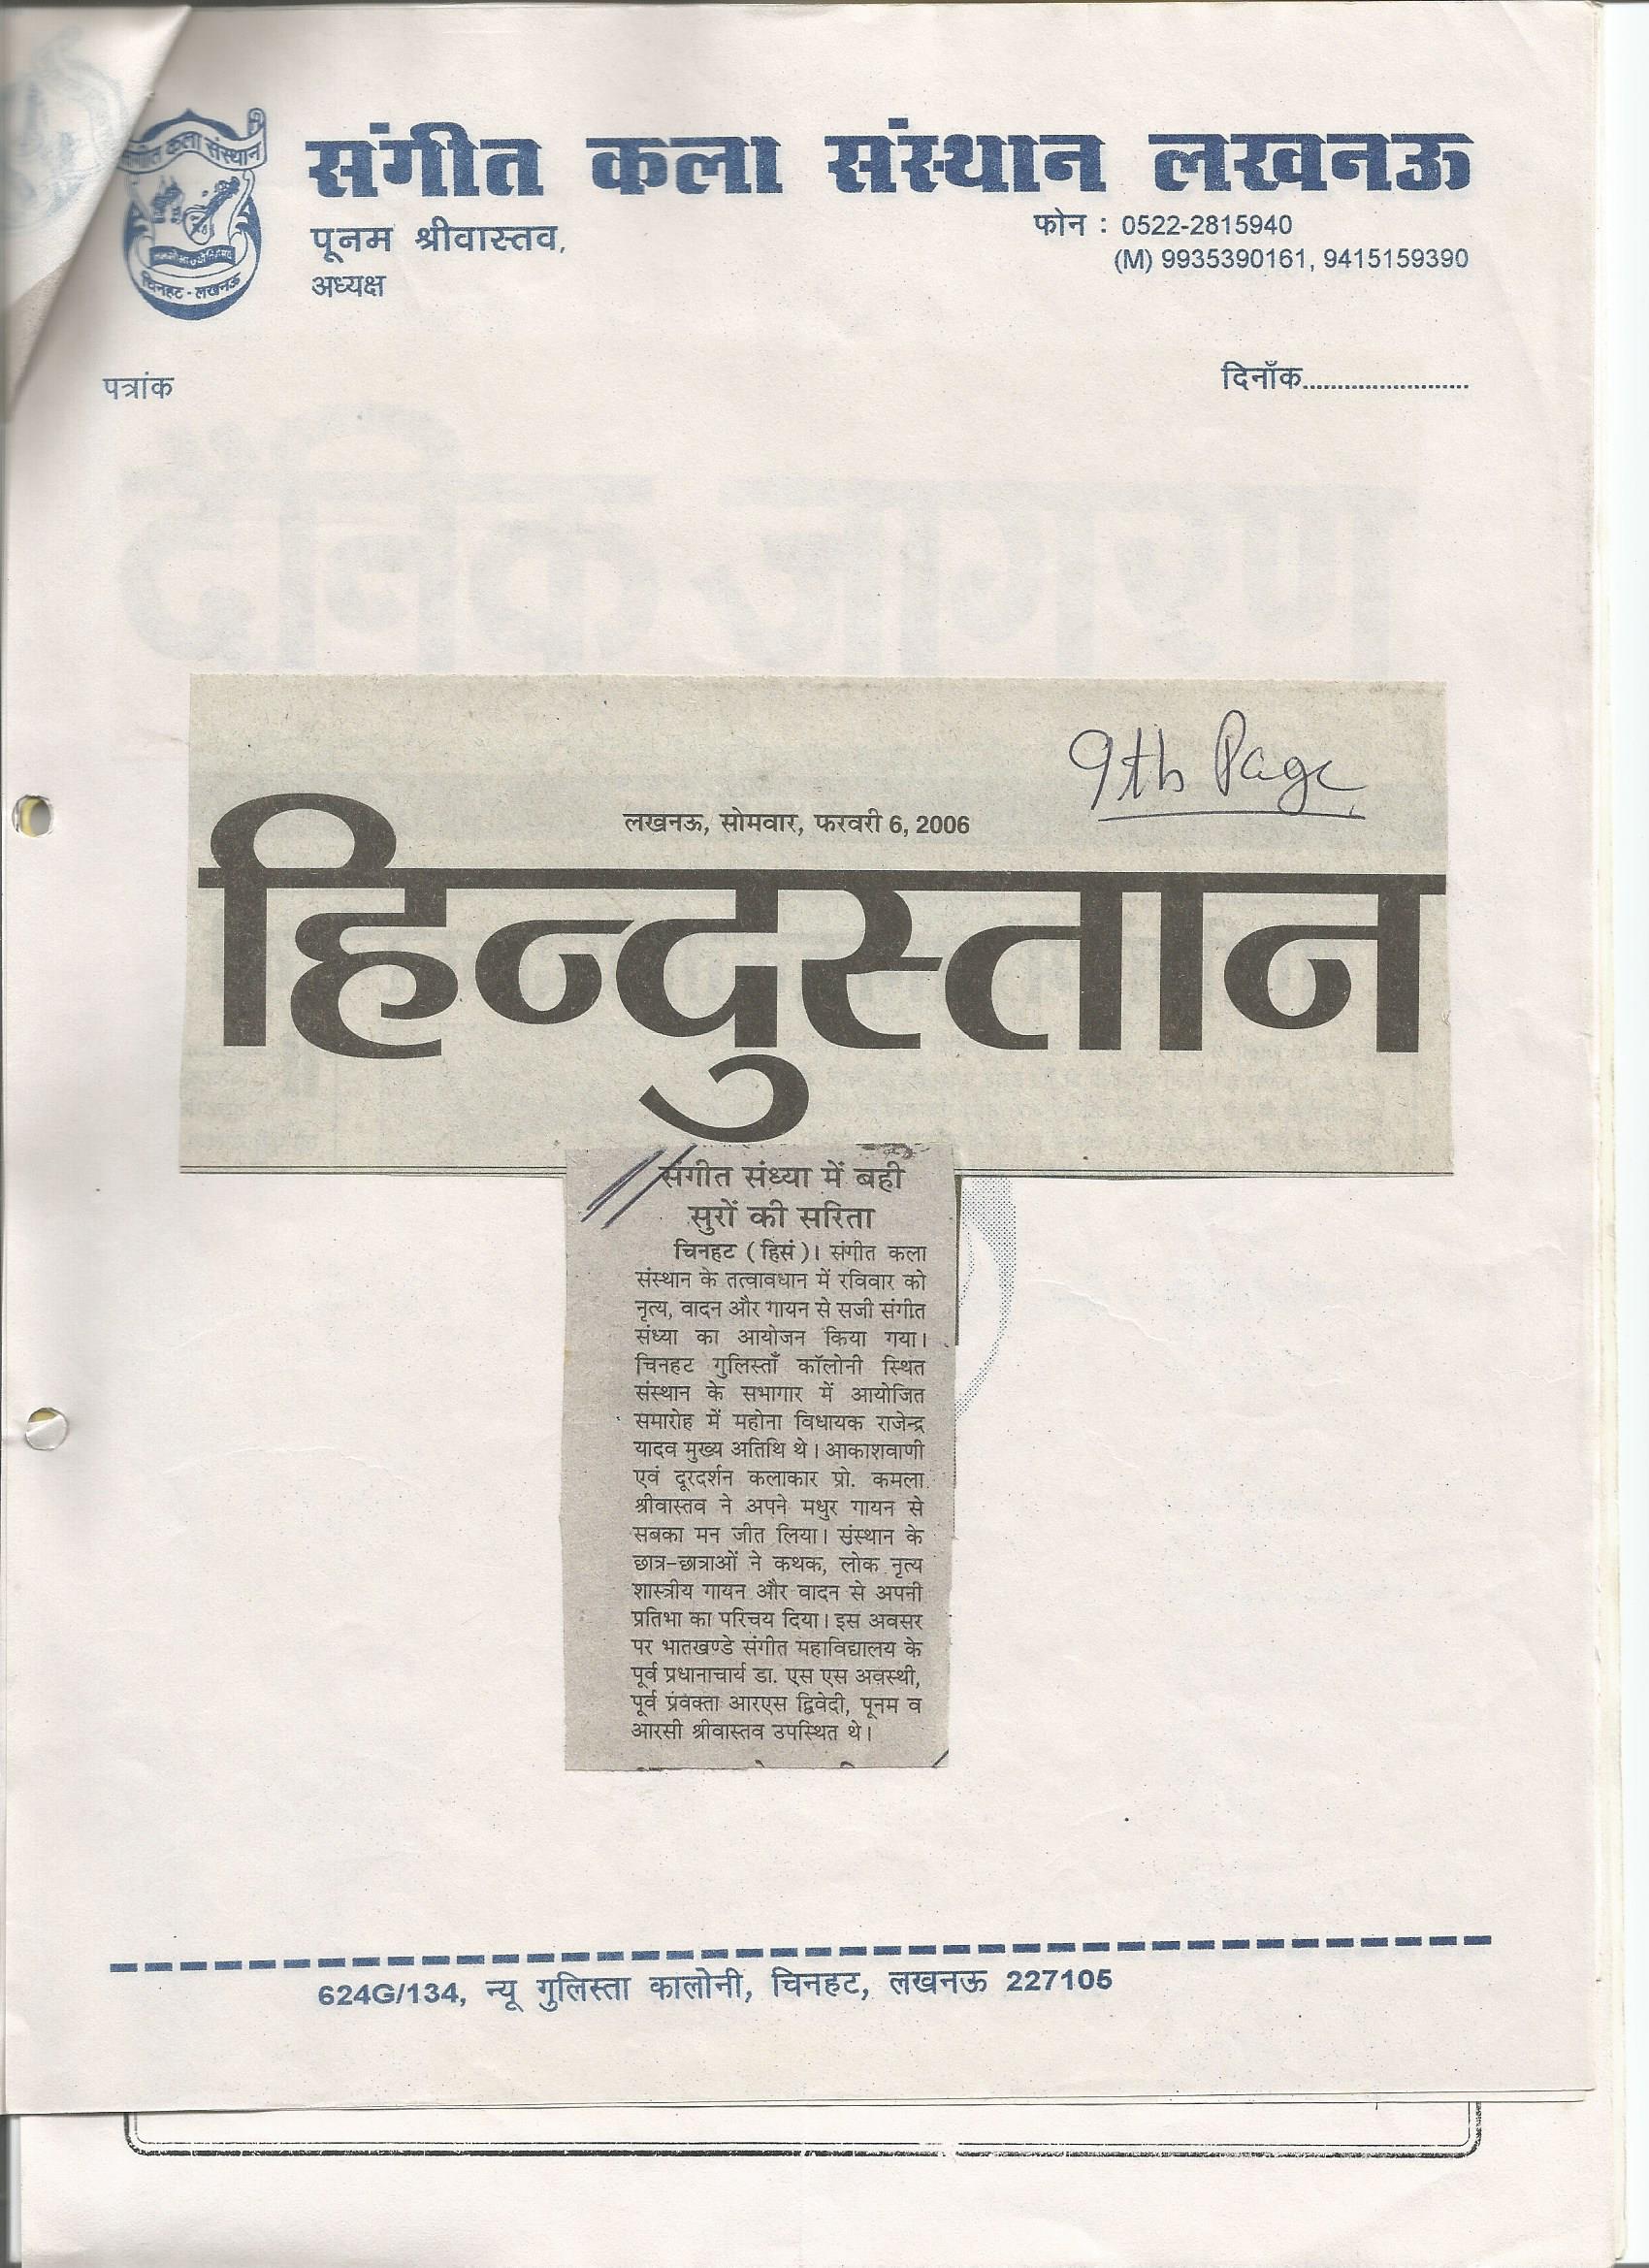 संगीत कला संस्थान
चिनहट - लखनऊ
संगीत कला संस्थान लखनऊ
पूनम श्रीवास्तव,
अध्यक्ष
फोन : 0522-2815940
(M) 9935390161, 9415159390
पत्रांक
दिनाँक........................
दैनिक जागरण
9th Page
लखनऊ, सोमवार, फरवरी 6, 2006
हिन्दुस्तान
संगीत संध्या में बही
सुरों की सरिता
चिनहट (हिसं)। संगीत कला
संस्थान के तत्वावधान में रविवार को
नृत्य, वादन और गायन से सजी संगीत
संध्या का आयोजन किया गया।
चिनहट गुलिस्ताँ कॉलोनी स्थित
संस्थान के सभागार में आयोजित
समारोह में महोना विधायक राजेन्द्र
यादव मुख्य अतिथि थे। आकाशवाणी
एवं दूरदर्शन कलाकार प्रो. कमला
श्रीवास्तव ने अपने मधुर गायन से
सबका मन जीत लिया। संस्थान के
छात्र-छात्राओं ने कथक, लोक नृत्य
शास्त्रीय गायन और वादन से अपनी
प्रतिभा का परिचय दिया। इस अवसर
पर भातखण्डे संगीत महाविद्यालय के
पूर्व प्रधानाचार्य डा. एस एस अवस्थी,
पूर्व प्रवक्ता आरएस द्विवेदी, पूनम व
आरसी श्रीवास्तव उपस्थित थे।
624G/134, न्यू गुलिस्ता कालोनी, चिनहट, लखनऊ 227105